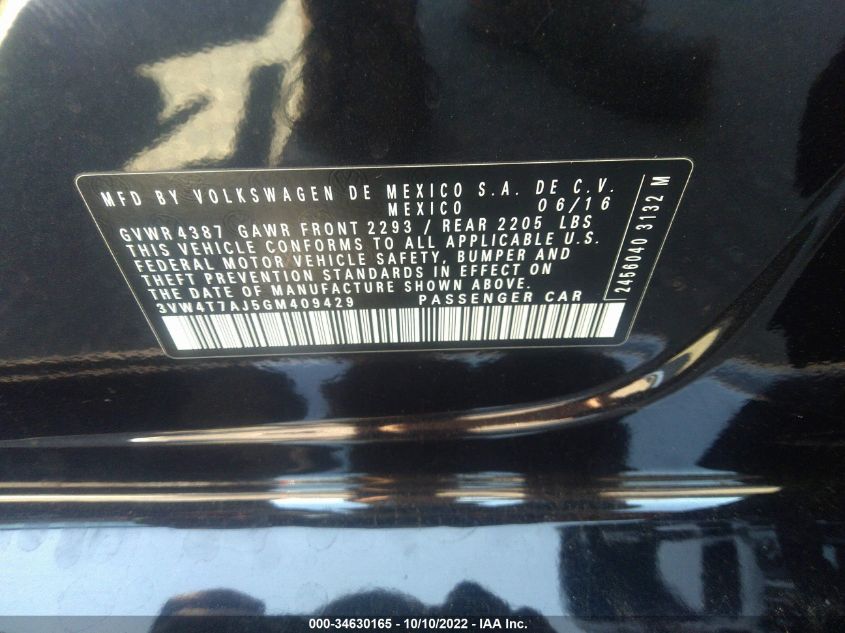 MFD BY VOLKSWAGEN DE MEXICO S.A. DE C.V.
MEXICO 06/16
GVWR 4387 GAWR FRONT 2293 / REAR 2205 LBS
THIS VEHICLE CONFORMS TO ALL APPLICABLE U.S.
FEDERAL MOTOR VEHICLE SAFETY, BUMPER AND
THEFT PREVENTION STANDARDS IN EFFECT ON
THE DATE OF MANUFACTURE SHOWN ABOVE.
3VW4T7AJ5GM409429 PASSENGER CAR
2456040 3132 M
000-34630165 - 10/10/2022 - IAA Inc.